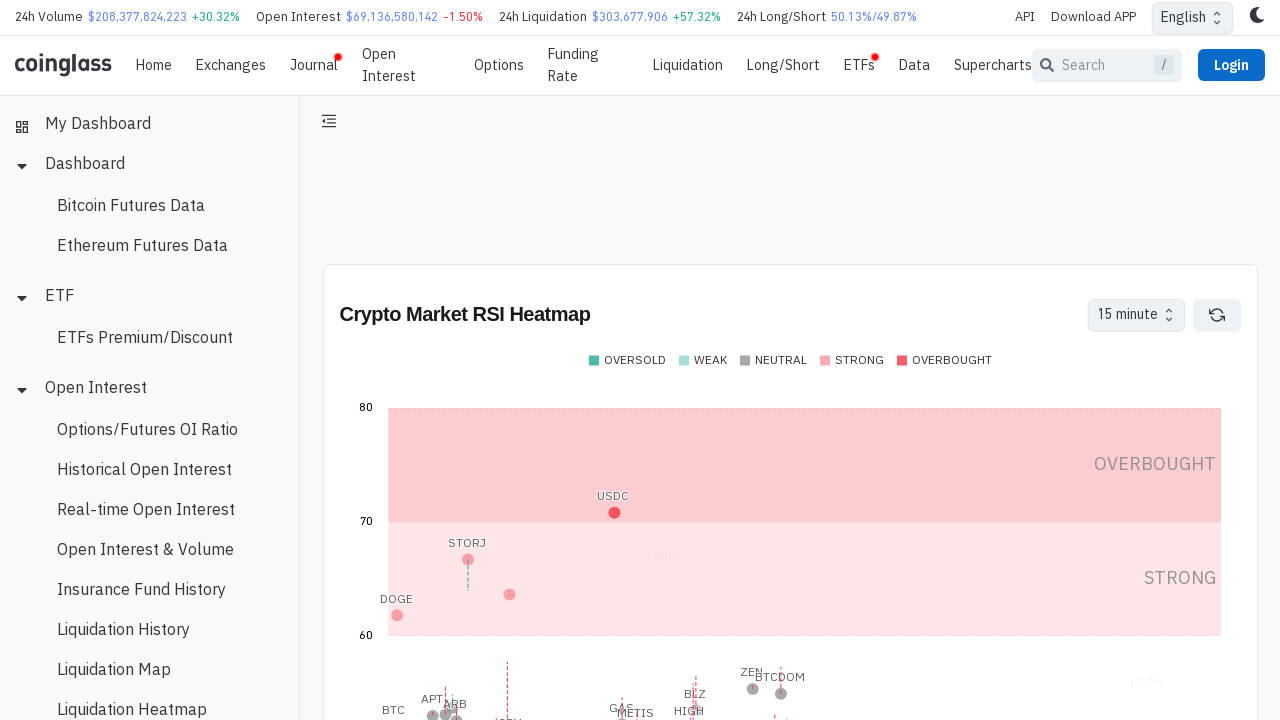 24h Volume $208,377,824,223 +30.32% Open Interest $69,136,580,142 -1.50% 24h Liquidation $303,677,906 +57.32% 24h Long/Short 50.13%/49.87% API Download APP English
coinglass Home Exchanges Journal Open Interest Options Funding Rate Liquidation Long/Short ETFs Data Supercharts Search / Login
My Dashboard
Dashboard
Bitcoin Futures Data
Ethereum Futures Data
ETF
ETFs Premium/Discount
Open Interest
Options/Futures OI Ratio
Historical Open Interest
Real-time Open Interest
Open Interest & Volume
Insurance Fund History
Liquidation History
Liquidation Map
Liquidation Heatmap
Crypto Market RSI Heatmap 15 minute
OVERSOLD WEAK NEUTRAL STRONG OVERBOUGHT
80
OVERBOUGHT
USDC
70
STORJ
STRONG
DOGE
60
ZEN
BTCDOM
BLZ
APT
ARB
BTC
GAS
METIS
HIGH